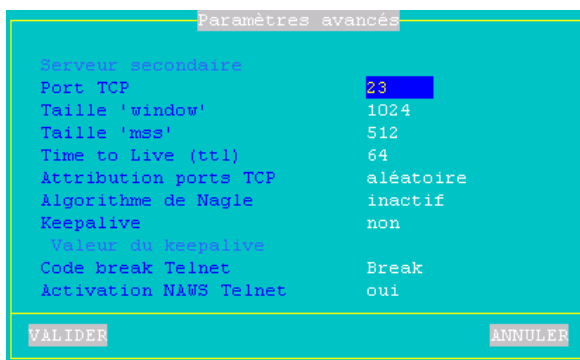 Paramètres avancés
Serveur secondaire
Port TCP 23
Taille 'window' 1024
Taille 'mss' 512
Time to Live (ttl) 64
Attribution ports TCP aléatoire
Algorithme de Nagle inactif
Keepalive non
Valeur du keepalive
Code break Telnet Break
Activation NAWS Telnet oui
VALIDER ANNULER